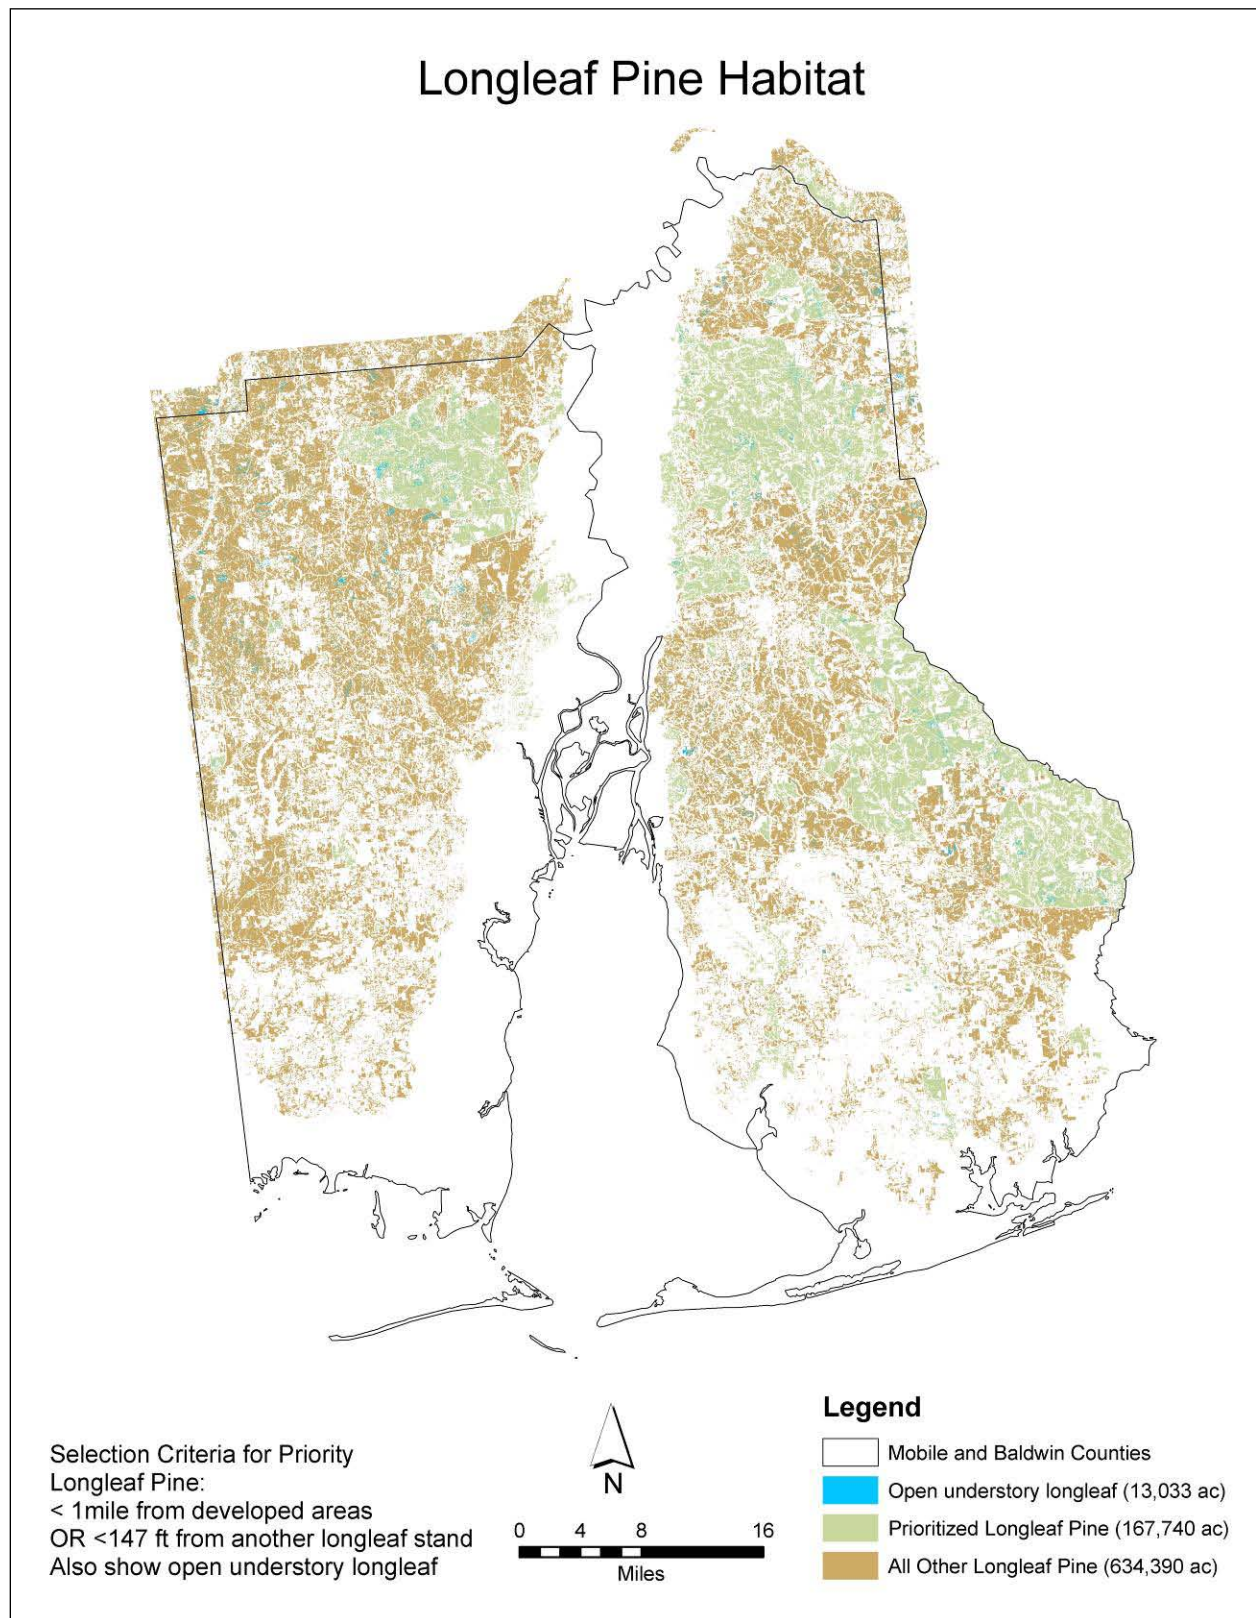 Longleaf Pine Habitat
Selection Criteria for Priority
Longleaf Pine:
< 1mile from developed areas
OR <147 ft from another longleaf stand
Also show open understory longleaf
N
0 4 8 16
Miles
Legend
Mobile and Baldwin Counties
Open understory longleaf (13,033 ac)
Prioritized Longleaf Pine (167,740 ac)
All Other Longleaf Pine (634,390 ac)